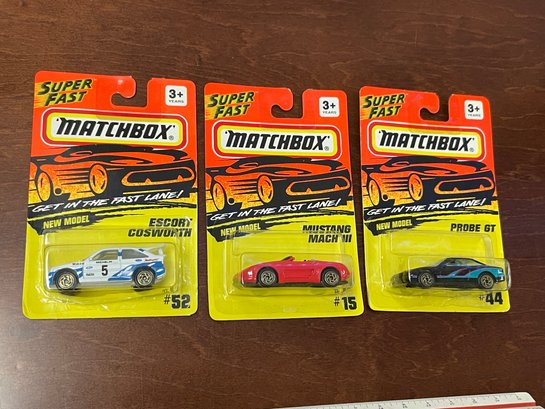 SUPER FAST
3+
YEARS
MATCHBOX®
GET IN THE FAST LANE!
NEW MODEL
ESCORT
COSWORTH
5
#52
SUPER FAST
3+
YEARS
MATCHBOX®
GET IN THE FAST LANE!
NEW MODEL
MUSTANG
MACH III
#15
SUPER FAST
3+
YEARS
MATCHBOX®
GET IN THE FAST LANE!
NEW MODEL
PROBE GT
#44